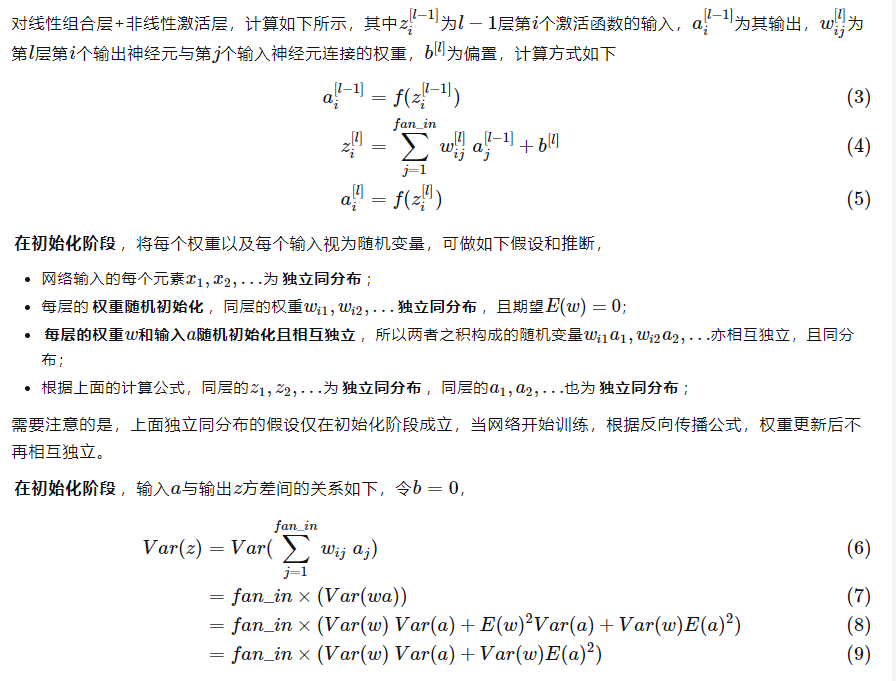 对线性组合层+非线性激活层，计算如下所示，其中$z_i^{[l-1]}$为$l-1$层第$i$个激活函数的输入，$a_i^{[l-1]}$为其输出，$w_{ij}^{[l]}$为
第$l$层第$i$个输出神经元与第$j$个输入神经元连接的权重，$b^{[l]}$为偏置，计算方式如下
$a_i^{[l-1]} = f(z_i^{[l-1]})$ (3)
$z_i^{[l]} = \sum_{j=1}^{fan\_in} w_{ij}^{[l]} a_j^{[l-1]} + b^{[l]}$ (4)
$a_i^{[l]} = f(z_i^{[l]})$ (5)
在初始化阶段，将每个权重以及每个输入视为随机变量，可做如下假设和推断，
• 网络输入的每个元素$x_1, x_2, \ldots$为 独立同分布；
• 每层的 权重随机初始化，同层的权重$w_{i1}, w_{i2}, \ldots$ 独立同分布，且期望$E(w) = 0$；
• 每层的权重$w$和输入$a$随机初始化且相互独立，所以两者之积构成的随机变量$w_{i1}a_1, w_{i2}a_2, \ldots$亦相互独立，且同分
布；
• 根据上面的计算公式，同层的$z_1, z_2, \ldots$为 独立同分布，同层的$a_1, a_2, \ldots$也为 独立同分布；
需要注意的是，上面独立同分布的假设仅在初始化阶段成立，当网络开始训练，根据反向传播公式，权重更新后不
再相互独立。
在初始化阶段，输入$a$与输出$z$方差间的关系如下，令$b = 0$，
$Var(z) = Var(\sum_{j=1}^{fan\_in} w_{ij} a_j)$ (6)
$= fan\_in \times (Var(wa))$ (7)
$= fan\_in \times (Var(w) Var(a) + E(w)^2 Var(a) + Var(w)E(a)^2)$ (8)
$= fan\_in \times (Var(w) Var(a) + Var(w)E(a)^2)$ (9)